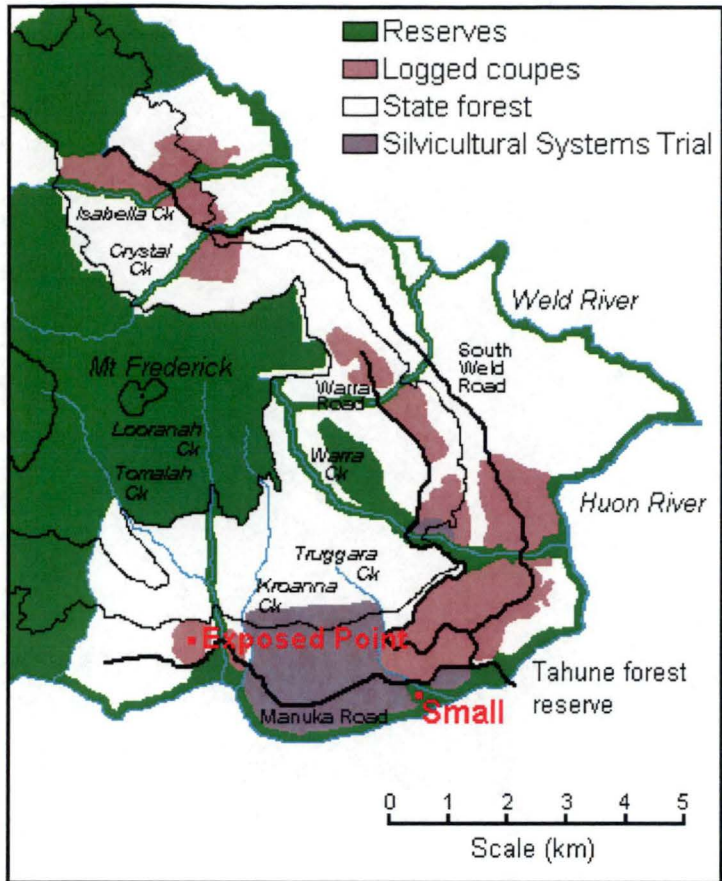 Reserves
Logged coupes
State forest
Silvicultural Systems Trial
Isabella Ck
Crystal
Ck
Weld River
Mt Frederick
South
Weld
Road
Warra
Road
Looranah
Ck
Tomalah
Ck
Warra
Ck
Huon River
Truggara
Ck
Kroanna
Ck
Exposed Point
Tahune forest
reserve
Small
Manuka Road
0 1 2 3 4 5
Scale (km)